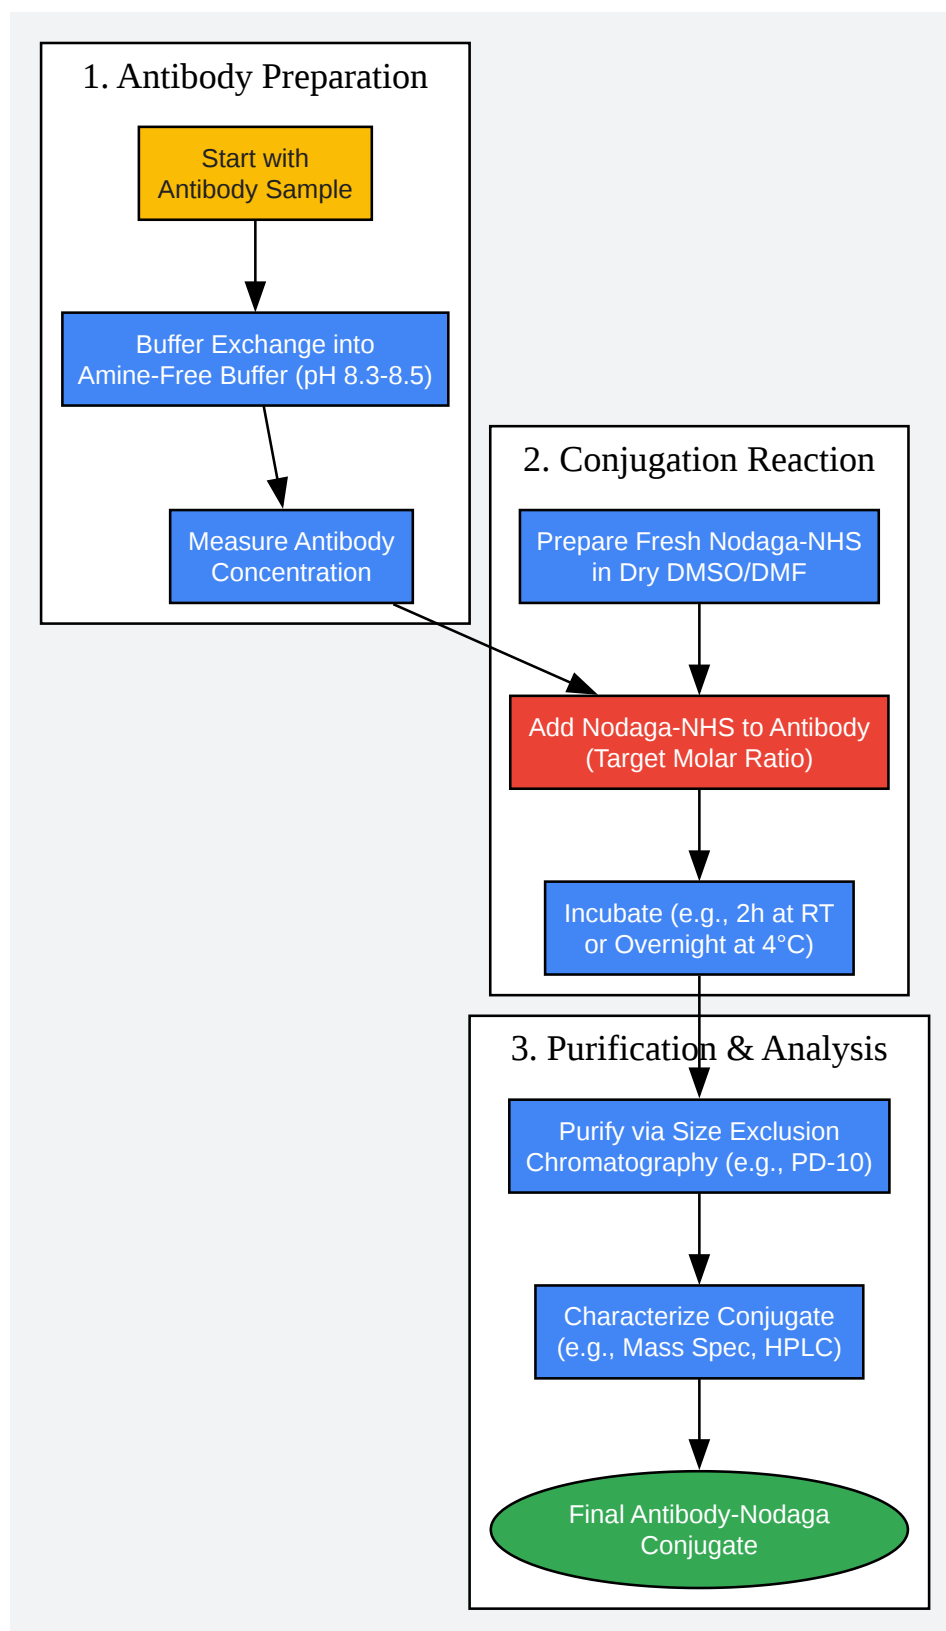 1. Antibody Preparation
Start with
Antibody Sample
Buffer Exchange into
Amine-Free Buffer (pH 8.3-8.5)
Measure Antibody
Concentration
2. Conjugation Reaction
Prepare Fresh Nodaga-NHS
in Dry DMSO/DMF
Add Nodaga-NHS to Antibody
(Target Molar Ratio)
Incubate (e.g., 2h at RT
or Overnight at 4°C)
3. Purification & Analysis
Purify via Size Exclusion
Chromatography (e.g., PD-10)
Characterize Conjugate
(e.g., Mass Spec, HPLC)
Final Antibody-Nodaga
Conjugate